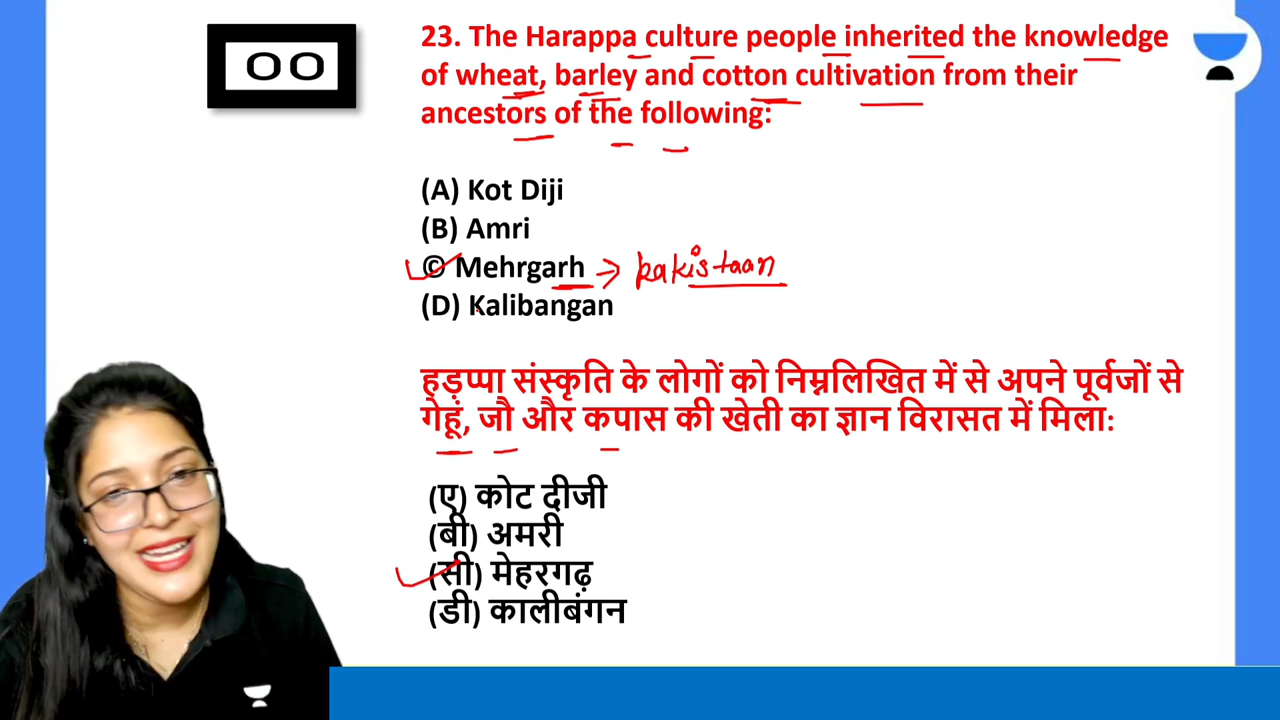 00
23. The Harappa culture people inherited the knowledge
of wheat, barley and cotton cultivation from their
ancestors of the following:
(A) Kot Diji
(B) Amri
© Mehrgarh → Pakistaan
(D) Kalibangan
हड़प्पा संस्कृति के लोगों को निम्नलिखित में से अपने पूर्वजों से
गेहूं, जौ और कपास की खेती का ज्ञान विरासत में मिला:
(ए) कोट दीजी
(बी) अमरी
(सी) मेहरगढ़
(डी) कालीबंगन